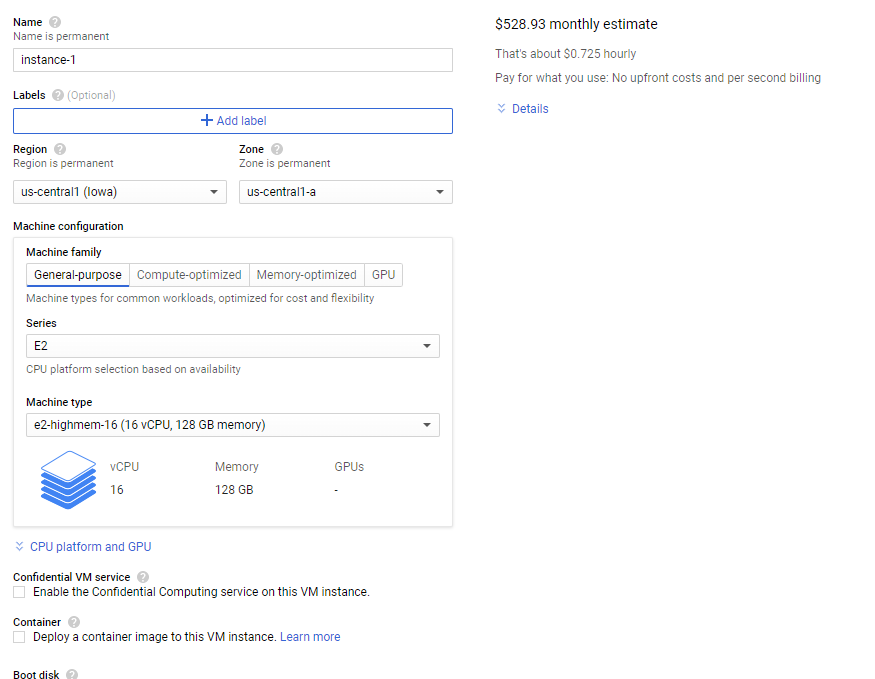 Name
Name is permanent
instance-1
Labels (Optional)
+ Add label
Region
Region is permanent
us-central1 (Iowa)
Zone
Zone is permanent
us-central1-a
Machine configuration
Machine family
General-purpose Compute-optimized Memory-optimized GPU
Machine types for common workloads, optimized for cost and flexibility
Series
E2
CPU platform selection based on availability
Machine type
e2-highmem-16 (16 vCPU, 128 GB memory)
vCPU Memory GPUs
16 128 GB -
CPU platform and GPU
Confidential VM service
Enable the Confidential Computing service on this VM instance.
Container
Deploy a container image to this VM instance. Learn more
Boot disk
$528.93 monthly estimate
That's about $0.725 hourly
Pay for what you use: No upfront costs and per second billing
Details